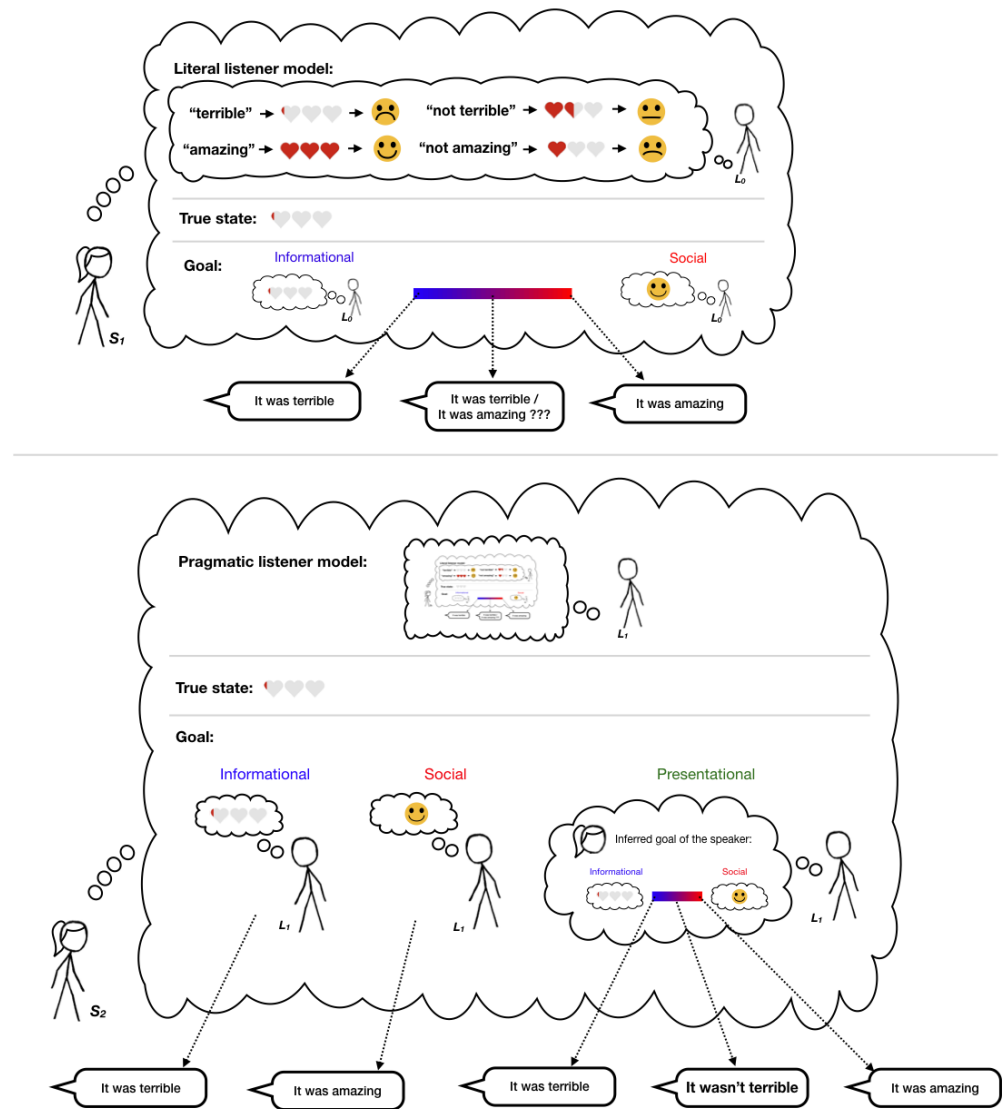 Literal listener model:
“terrible”
“not terrible”
“amazing”
“not amazing”
L0
True state:
Goal:
Informational
Social
L0
L0
S1
It was terrible
It was terrible /
It was amazing ???
It was amazing
Pragmatic listener model:
L1
True state:
Goal:
Informational
Social
Presentational
Inferred goal of the speaker:
Informational
Social
L1
L1
L1
S2
It was terrible
It was amazing
It was terrible
It wasn’t terrible
It was amazing